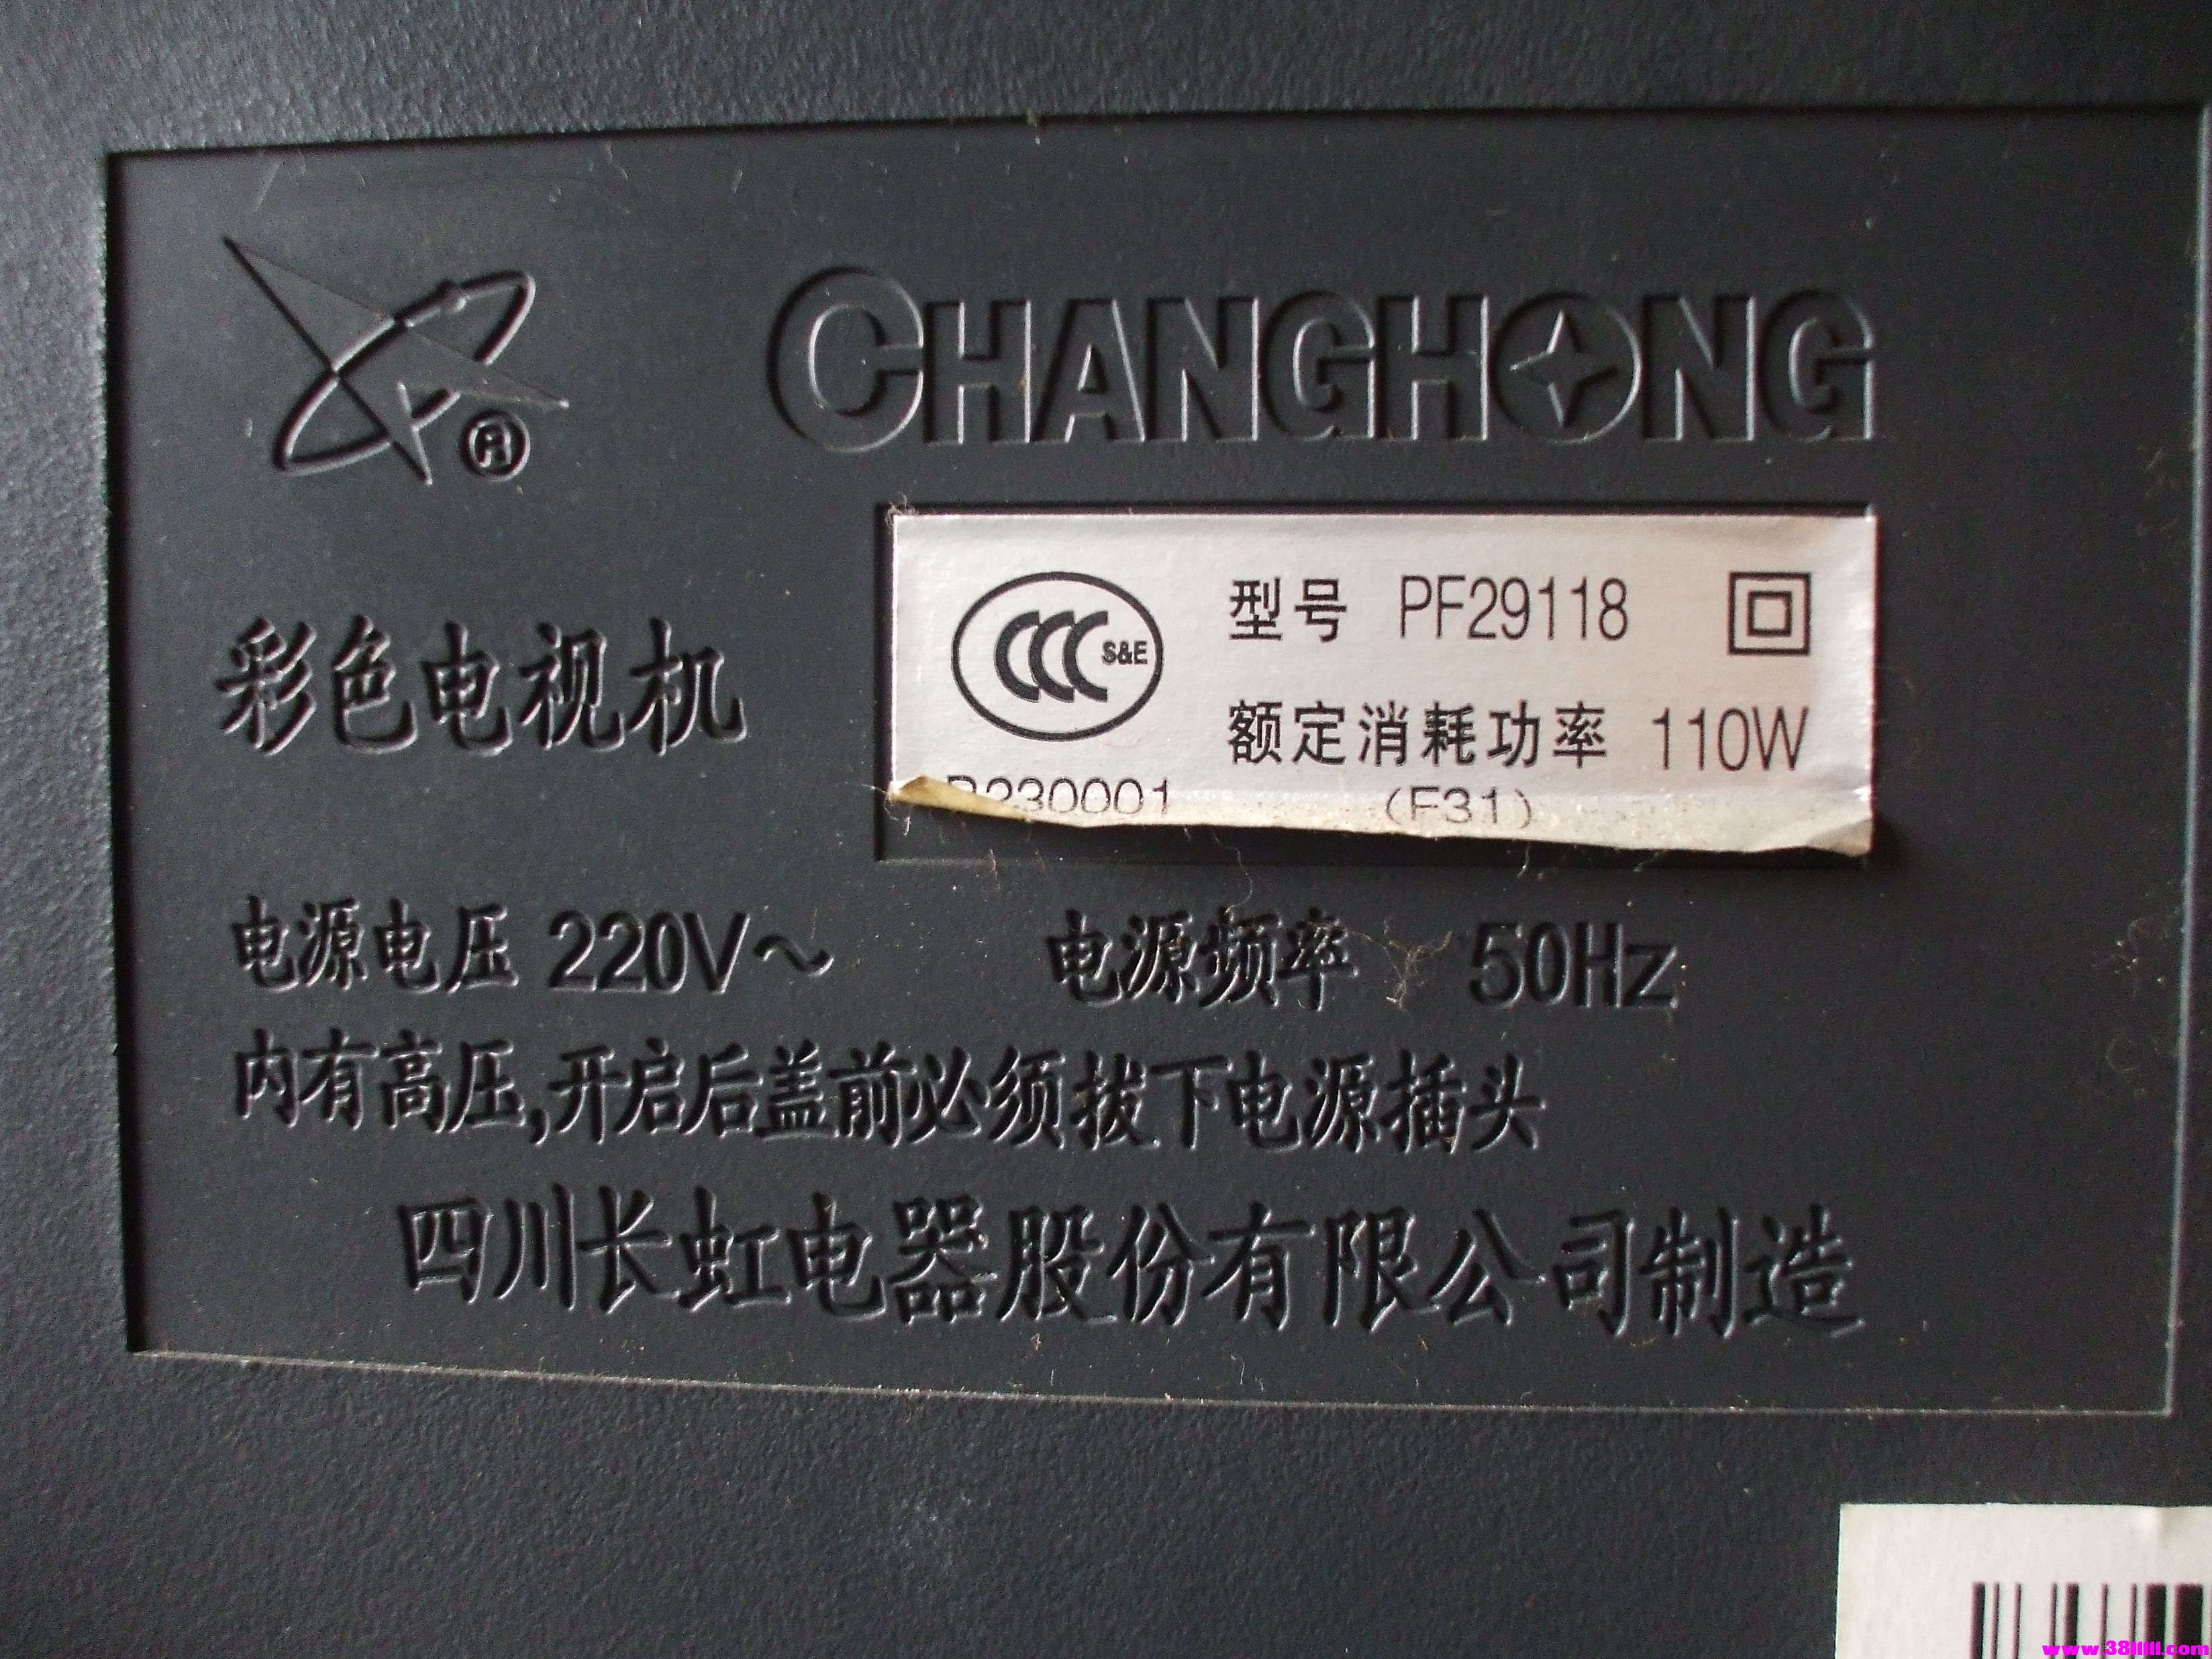 CHANGHONG
®
彩色电视机
CCC S&E
型号 PF29118
额定消耗功率 110W
230001 (F31)
电源电压 220V～ 电源频率 50Hz
内有高压,开启后盖前必须拔下电源插头
四川长虹电器股份有限公司制造